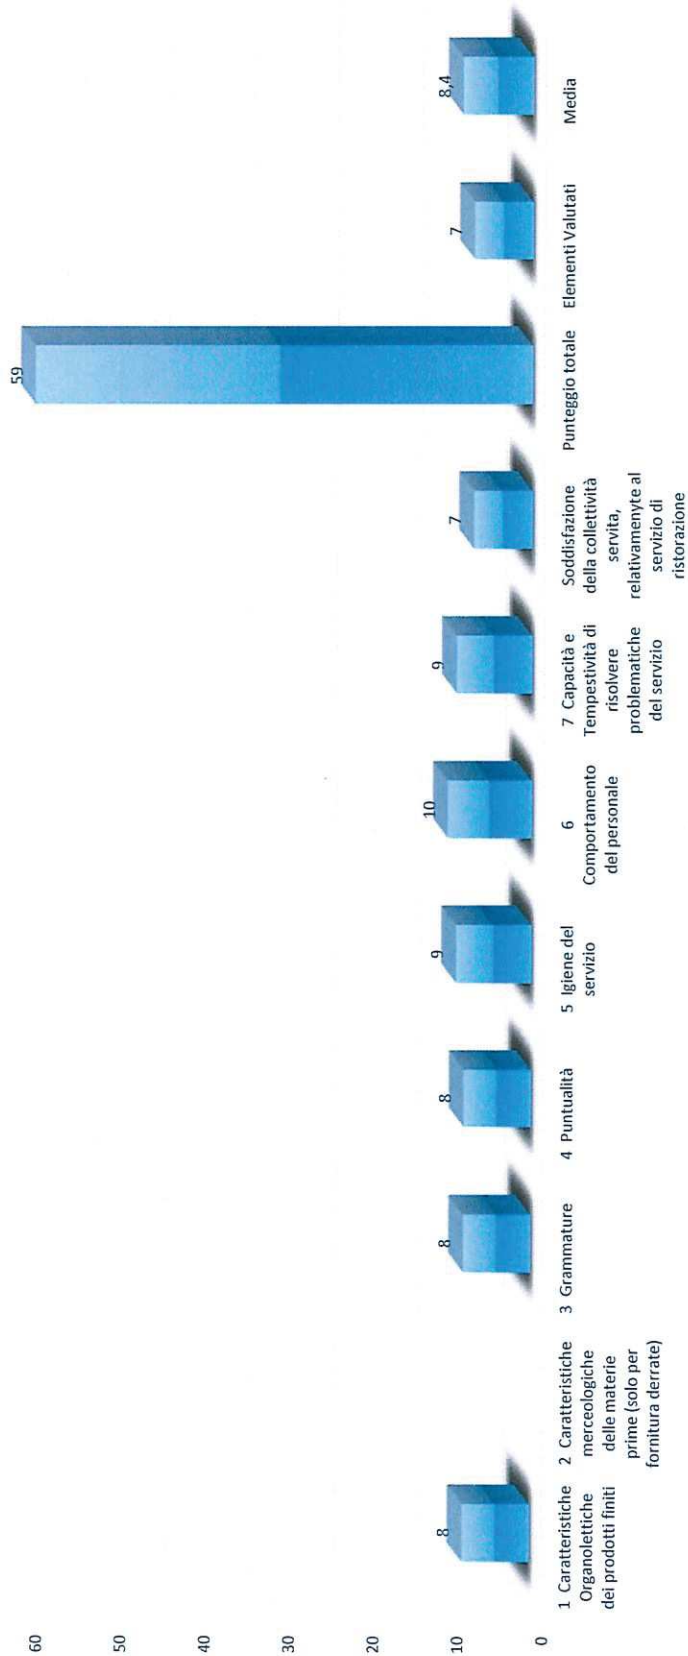 60
50
40
30
20
10
0
8
8
8
9
10
9
7
59
7
8,4
1 Caratteristiche
Organolettiche
dei prodotti finiti
2 Caratteristiche
merceologiche
delle materie
prime (solo per
fornitura derrate)
3 Grammature
4 Puntualità
5 Igiene del
servizio
6
Comportamento
del personale
7 Capacità e
Tempestività di
risolvere
problematiche
del servizio
Soddisfazione
della collettività
servita,
relativamenyte al
servizio di
ristorazione
Punteggio totale
Elementi Valutati
Media